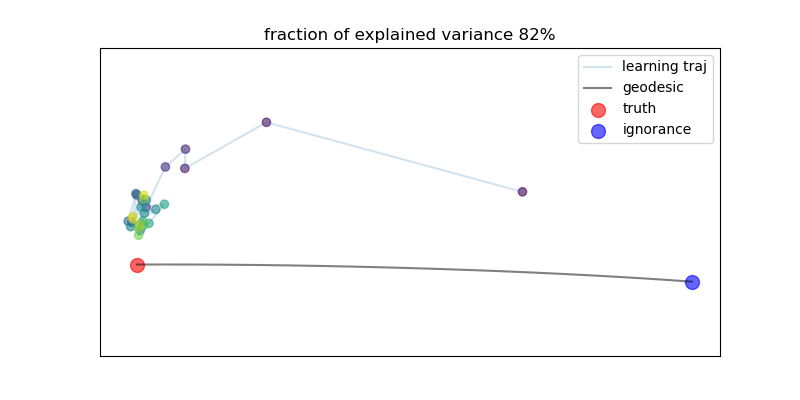 fraction of explained variance 82%
learning traj
geodesic
truth
ignorance